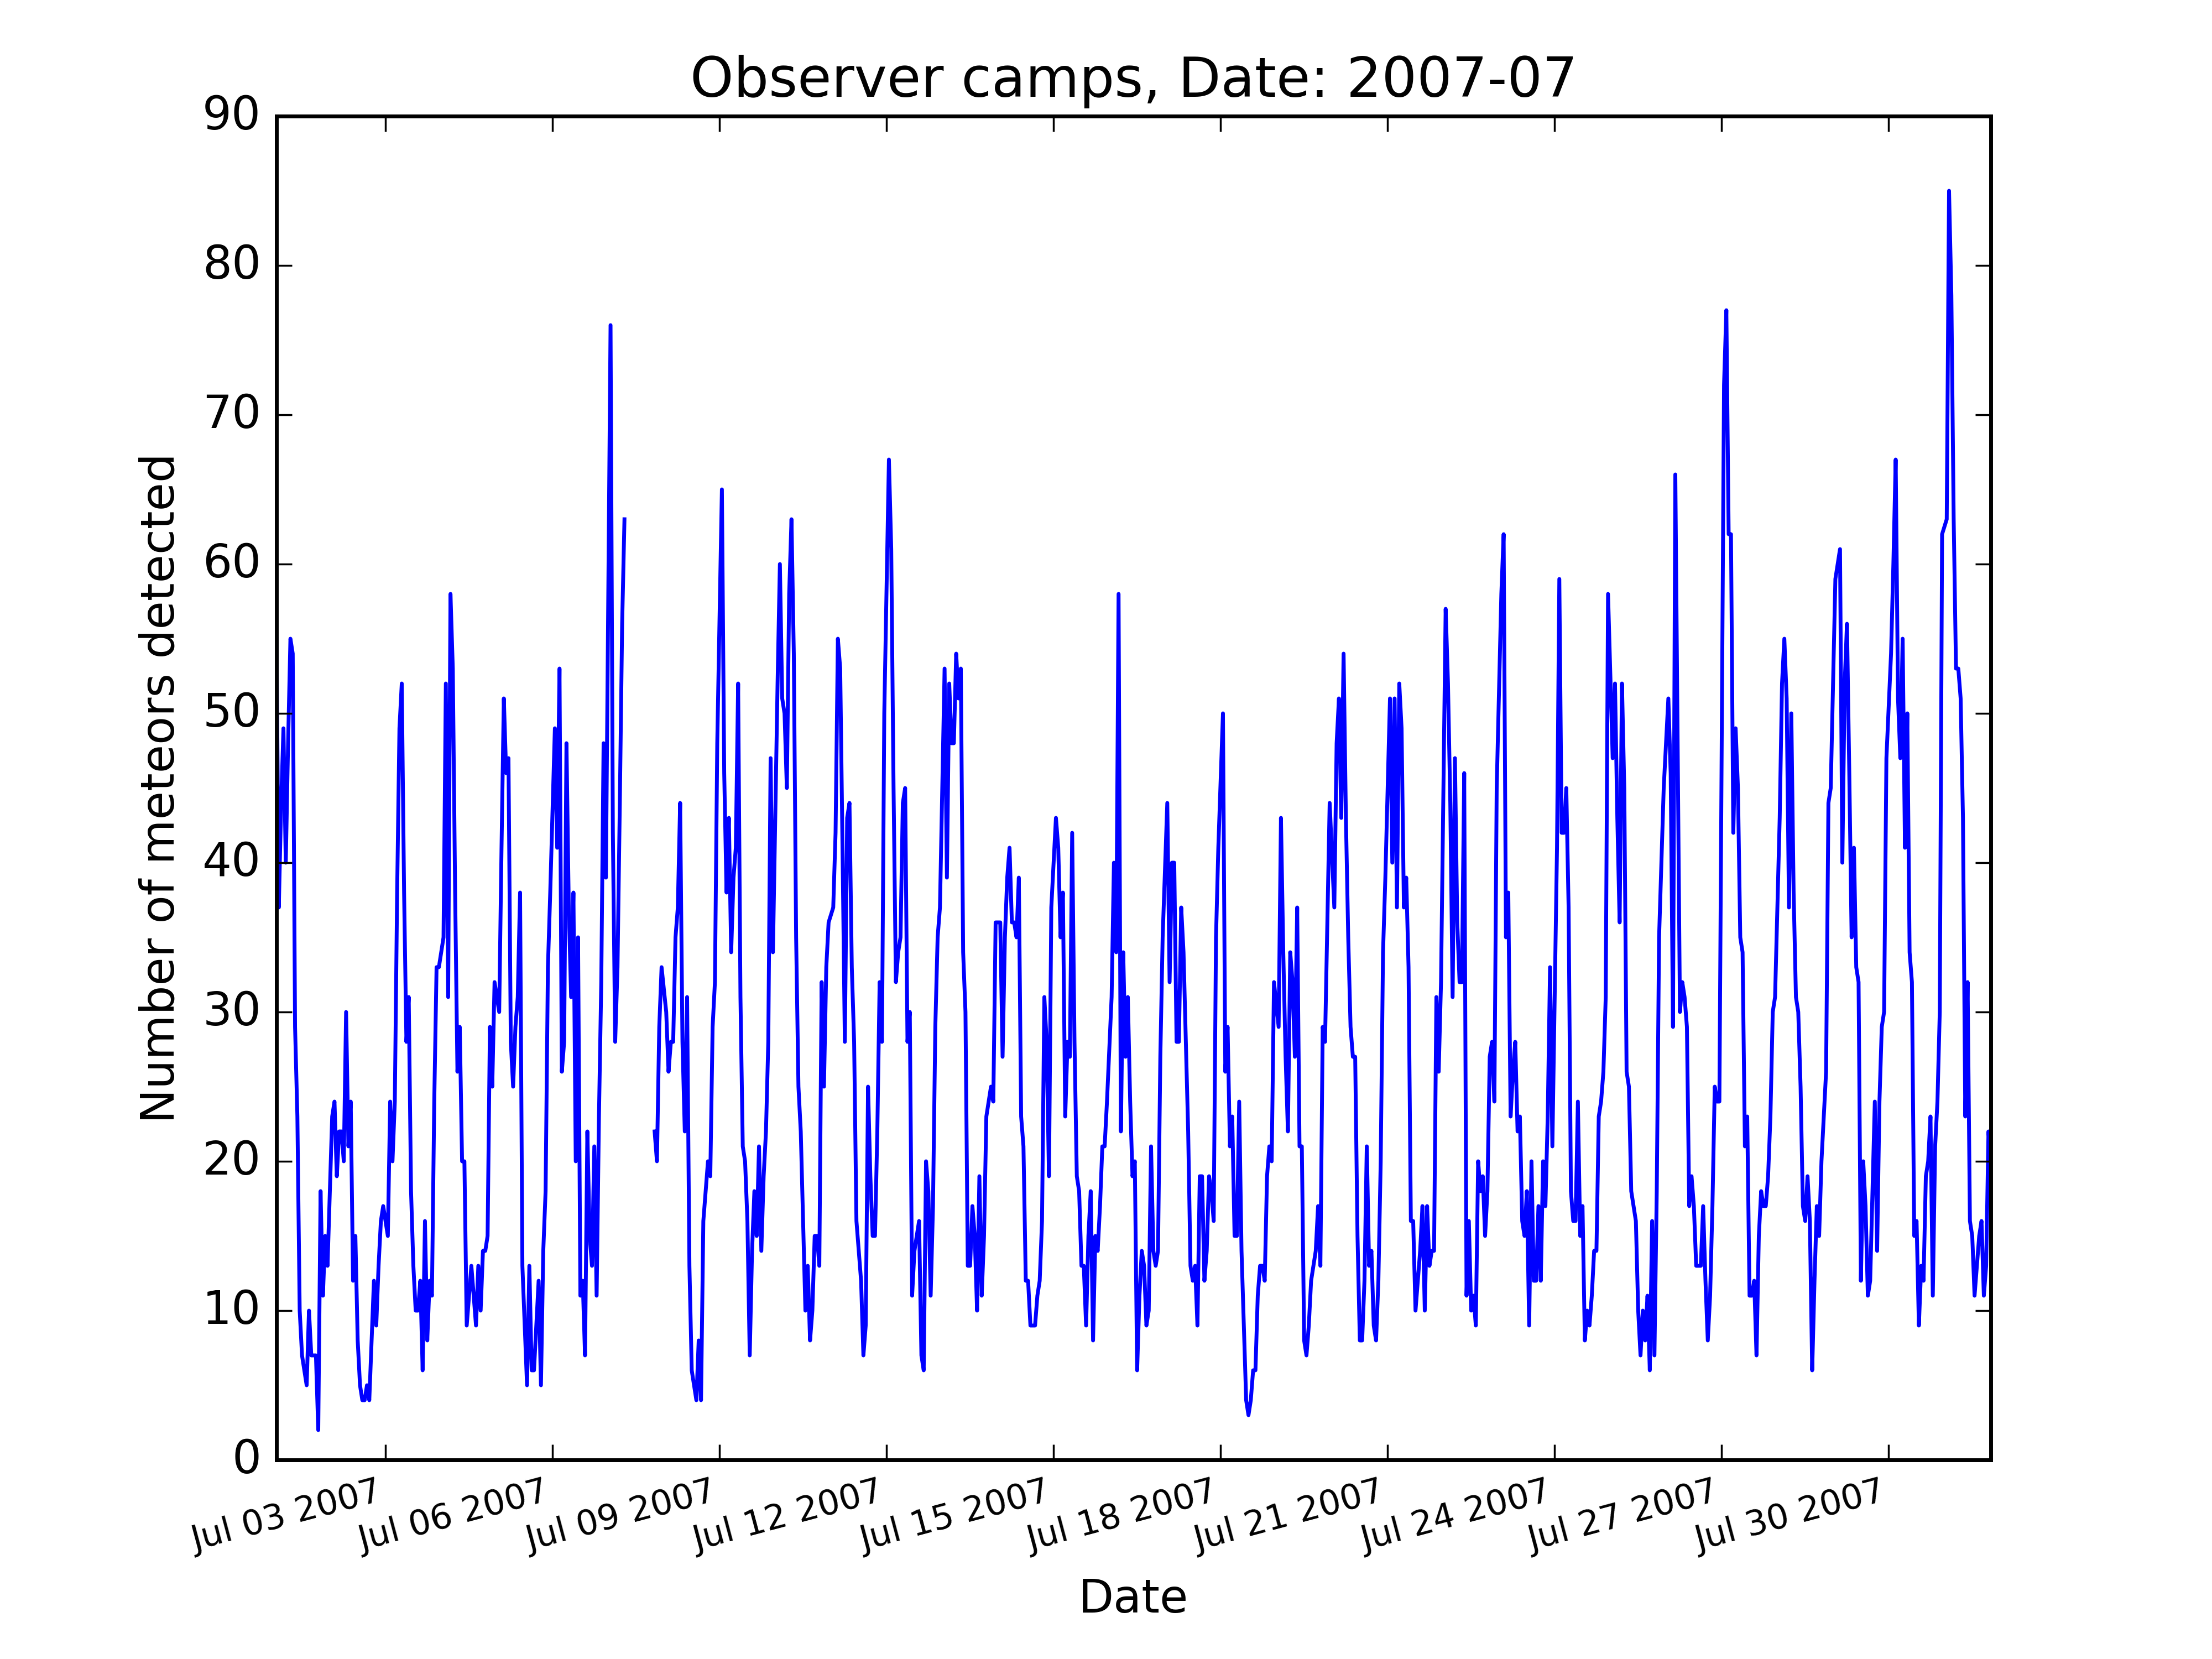 Observer camps, Date: 2007-07
90
80
70
60
50
40
30
20
10
0
Number of meteors detected
Jul 03 2007
Jul 06 2007
Jul 09 2007
Jul 12 2007
Jul 15 2007
Jul 18 2007
Jul 21 2007
Jul 24 2007
Jul 27 2007
Jul 30 2007
Date